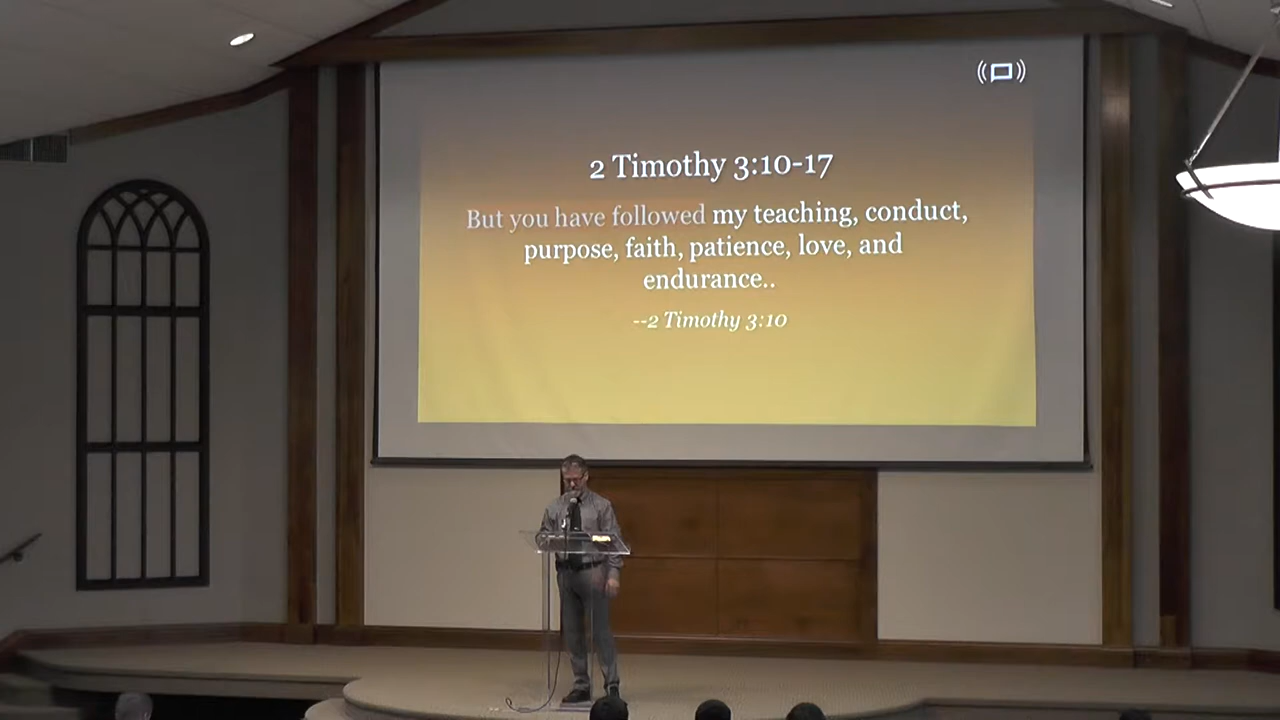 2 Timothy 3:10-17
But you have followed my teaching, conduct,
purpose, faith, patience, love, and
endurance..
--2 Timothy 3:10